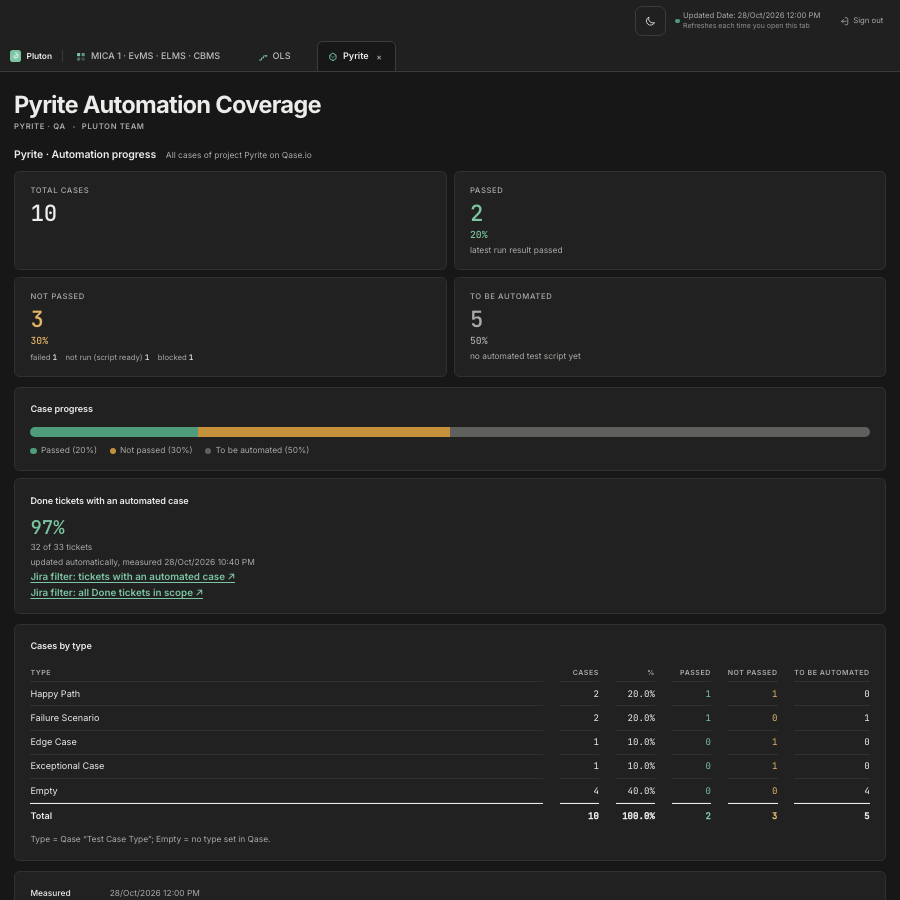 Updated Date: 28/Oct/2026 12:00 PM
Refreshes each time you open this tab
Sign out
Pluton
MICA 1 · EvMS · ELMS · CBMS
OLS
Pyrite ×
Pyrite Automation Coverage
PYRITE · QA · PLUTON TEAM
Pyrite · Automation progress All cases of project Pyrite on Qase.io
TOTAL CASES
10
PASSED
2
20%
latest run result passed
NOT PASSED
3
30%
failed 1 not run (script ready) 1 blocked 1
TO BE AUTOMATED
5
50%
no automated test script yet
Case progress
Passed (20%) Not passed (30%) To be automated (50%)
Done tickets with an automated case
97%
32 of 33 tickets
updated automatically, measured 28/Oct/2026 10:40 PM
Jira filter: tickets with an automated case ↗
Jira filter: all Done tickets in scope ↗
Cases by type
TYPE CASES % PASSED NOT PASSED TO BE AUTOMATED
Happy Path 2 20.0% 1 1 0
Failure Scenario 2 20.0% 1 0 1
Edge Case 1 10.0% 0 1 0
Exceptional Case 1 10.0% 0 1 0
Empty 4 40.0% 0 0 4
Total 10 100.0% 2 3 5
Type = Qase "Test Case Type"; Empty = no type set in Qase.
Measured 28/Oct/2026 12:00 PM